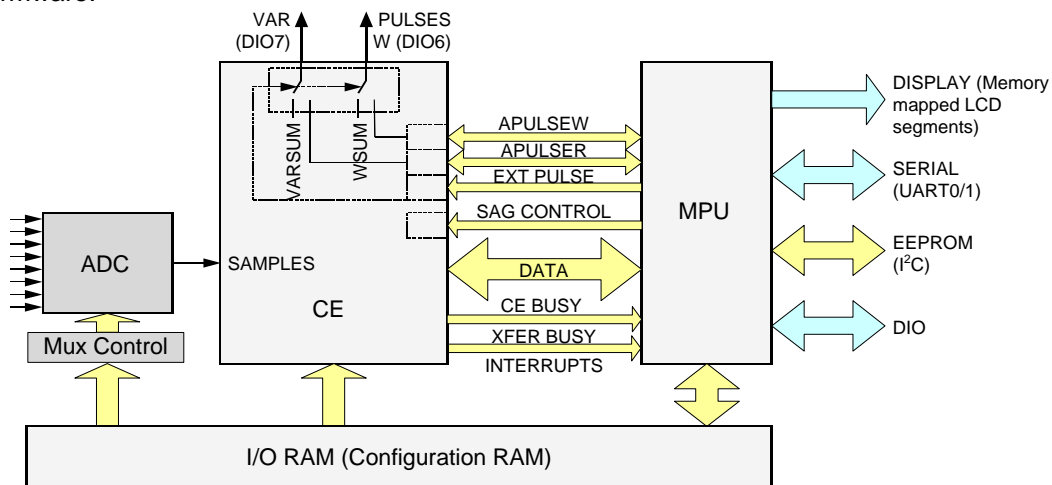 VAR
(DIO7)
PULSES
W (DIO6)
VARSUM
WSUM
APULSEW
APULSER
EXT PULSE
SAG CONTROL
DATA
CE BUSY
XFER BUSY
INTERRUPTS
SAMPLES
CE
ADC
Mux Control
MPU
DISPLAY (Memory
mapped LCD
segments)
SERIAL
(UART0/1)
EEPROM
(I²C)
DIO
I/O RAM (Configuration RAM)